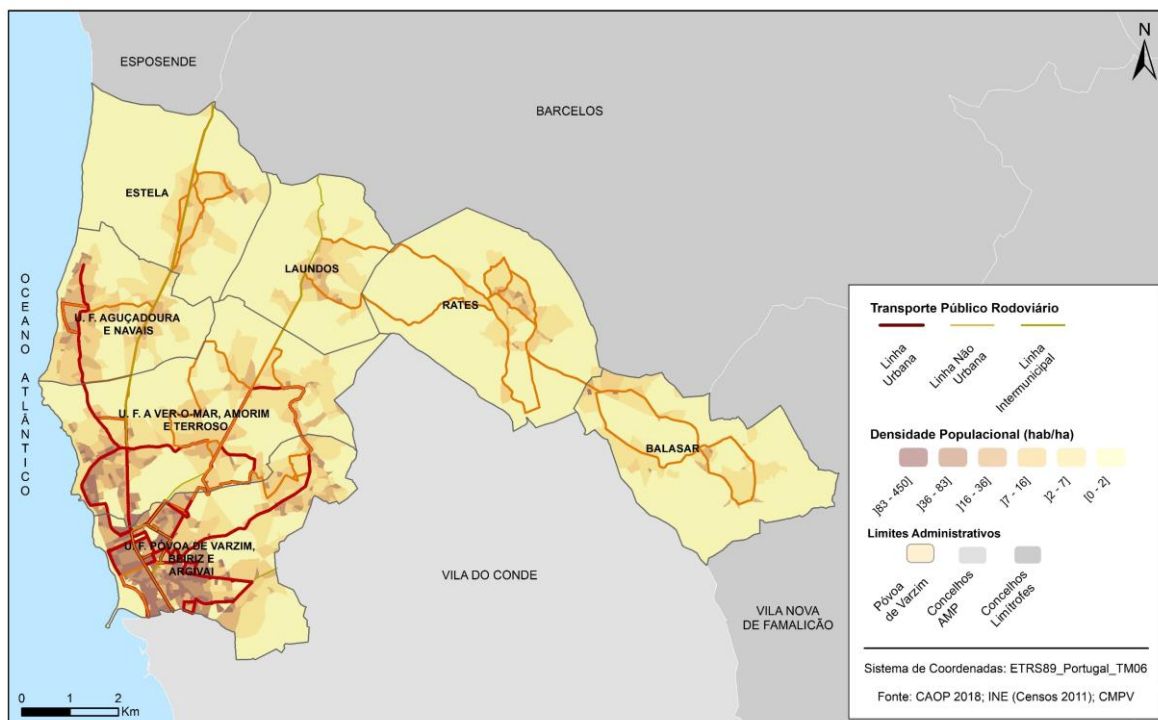 ESPOSENDE
BARCELOS
N
ESTELA
LAUNDOS
RATES
OCEANO ATLÂNTICO
U. F. AGUÇADOURA
E NAVAIS
U. F. A VER-O-MAR, AMORIM
E TERROSO
BALASAR
U. F. PÓVOA DE VARZIM,
BEIRIZ E
ARGIVAI
VILA DO CONDE
VILA NOVA
DE FAMALICÃO
0 1 2
Km
Transporte Público Rodoviário
Linha
Urbana
Linha Não
Urbana
Linha
Intermunicipal
Densidade Populacional (hab/ha)
]83 - 450]
]36 - 83]
]16 - 36]
]7 - 16]
]2 - 7]
[0 - 2]
Limites Administrativos
Póvoa
de Varzim
Concelhos
AMP
Concelhos
Limítrofes
Sistema de Coordenadas: ETRS89_Portugal_TM06
Fonte: CAOP 2018; INE (Censos 2011); CMPV